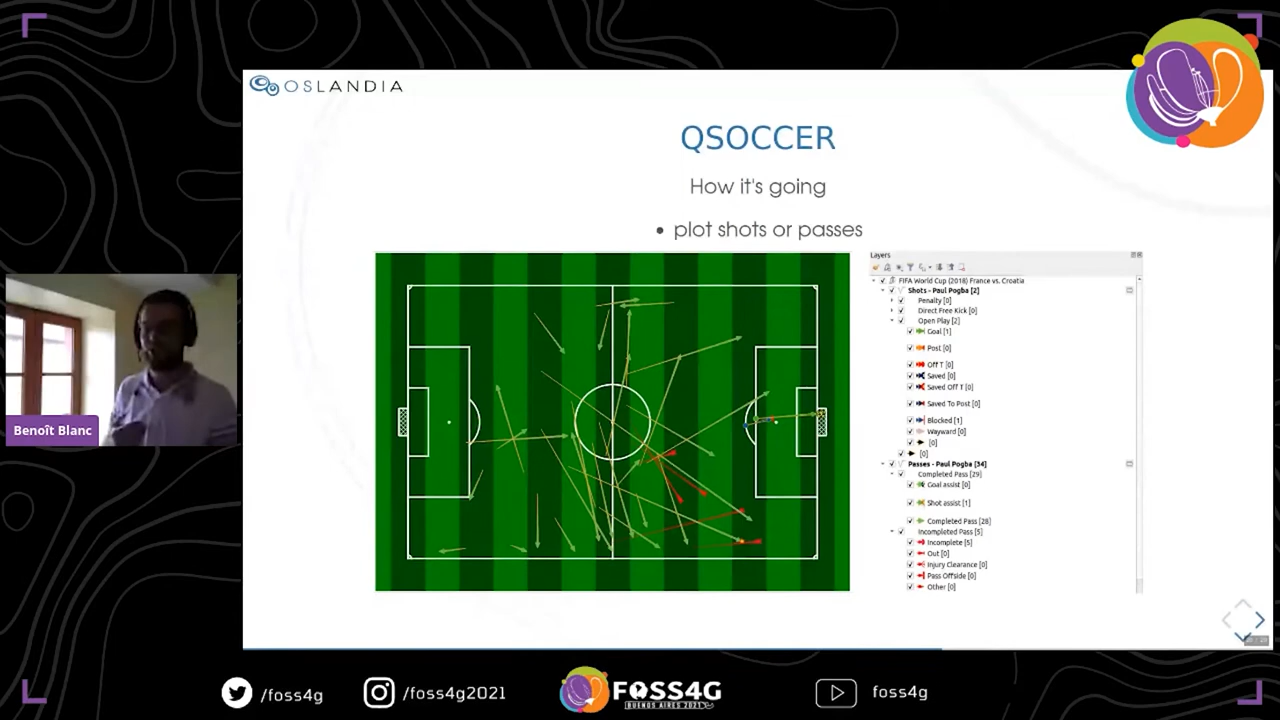 OSLANDIA
QSOCCER
How it's going
• plot shots or passes
Layers
FIFA World Cup (2018) France vs. Croatia
Shots - Paul Pogba [2]
Penalty [0]
Direct Free Kick [0]
Open Play [2]
Goal [1]
Post [0]
Off T [0]
Saved [0]
Saved Off T [0]
Saved To Post [0]
Blocked [1]
Wayward [0]
[0]
[0]
Passes - Paul Pogba [34]
Completed Pass [29]
Goal assist [0]
Shot assist [1]
Completed Pass [28]
Incompleted Pass [5]
Incomplete [5]
Out [0]
Injury Clearance [0]
Pass Offside [0]
Other [0]
Benoît Blanc
/foss4g
/foss4g2021
FOSS4G
BUENOS AIRES 2021
foss4g